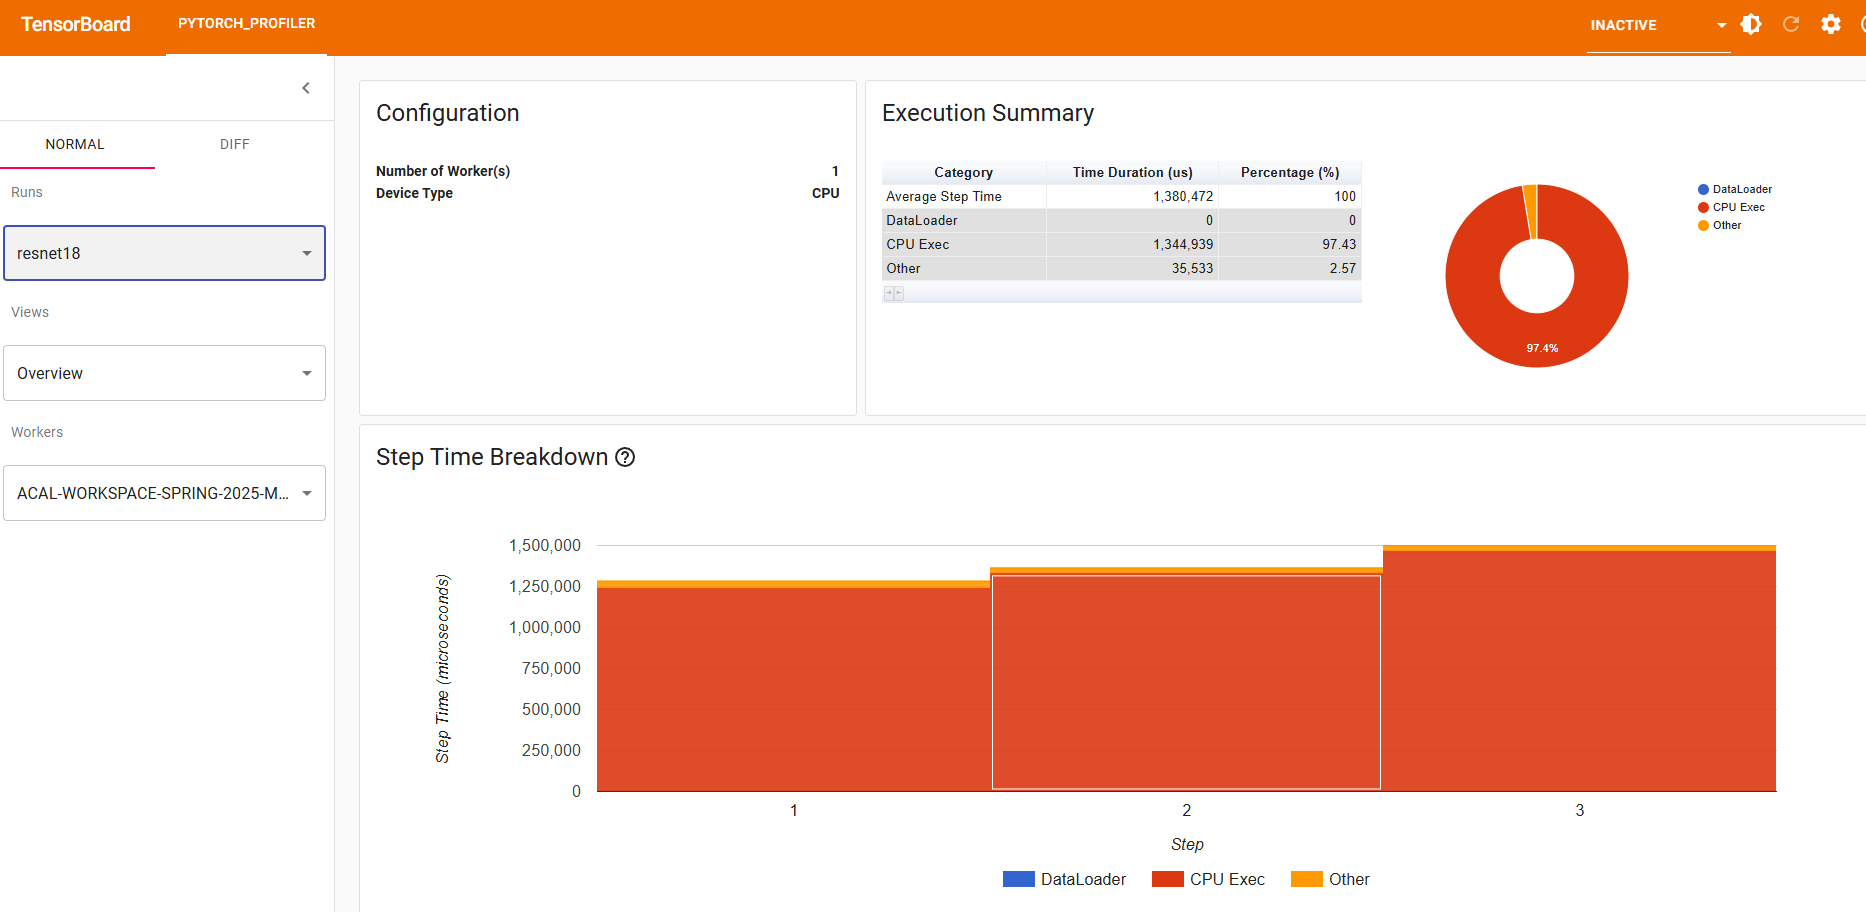 TensorBoard
PYTORCH_PROFILER
INACTIVE
NORMAL
DIFF
Runs
resnet18
Views
Overview
Workers
ACAL-WORKSPACE-SPRING-2025-M...
Configuration
Number of Worker(s) 1
Device Type CPU
Execution Summary
Category Time Duration (us) Percentage (%)
Average Step Time 1,380,472 100
DataLoader 0 0
CPU Exec 1,344,939 97.43
Other 35,533 2.57
97.4%
DataLoader
CPU Exec
Other
Step Time Breakdown
Step Time (microseconds)
1,500,000
1,250,000
1,000,000
750,000
500,000
250,000
0
1 2 3
Step
DataLoader CPU Exec Other